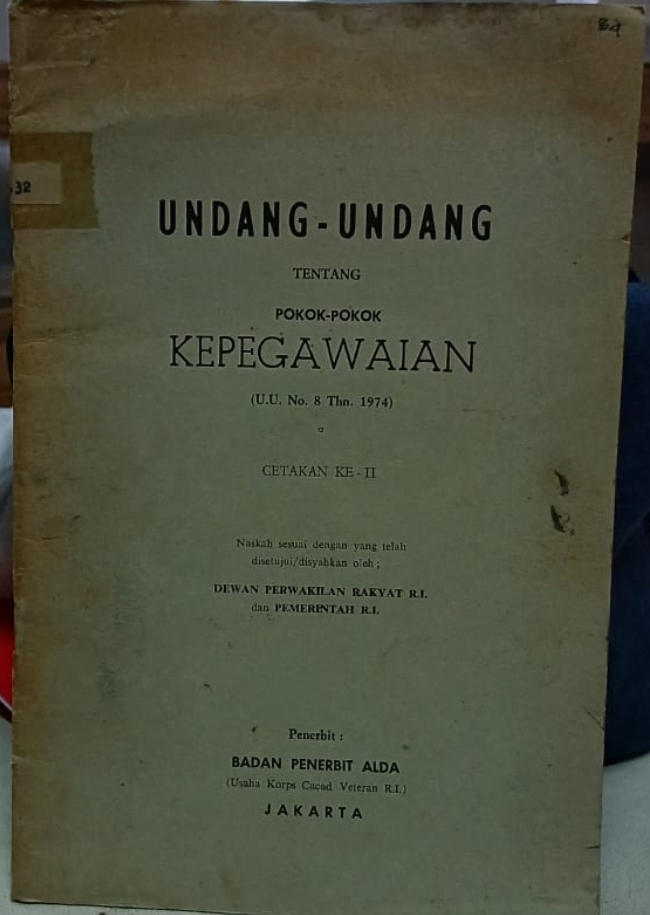 84
.32
UNDANG-UNDANG
TENTANG
POKOK-POKOK
KEPEGAWAIAN
(U.U. No. 8 Thn. 1974)
CETAKAN KE-II
Naskah sesuai dengan yang telah
disetujui/disyahkan oleh;
DEWAN PERWAKILAN RAKYAT R.I.
dan PEMERINTAH R.I.
Penerbit :
BADAN PENERBIT ALDA
(Usaha Korps Cacad Veteran R.I.)
JAKARTA